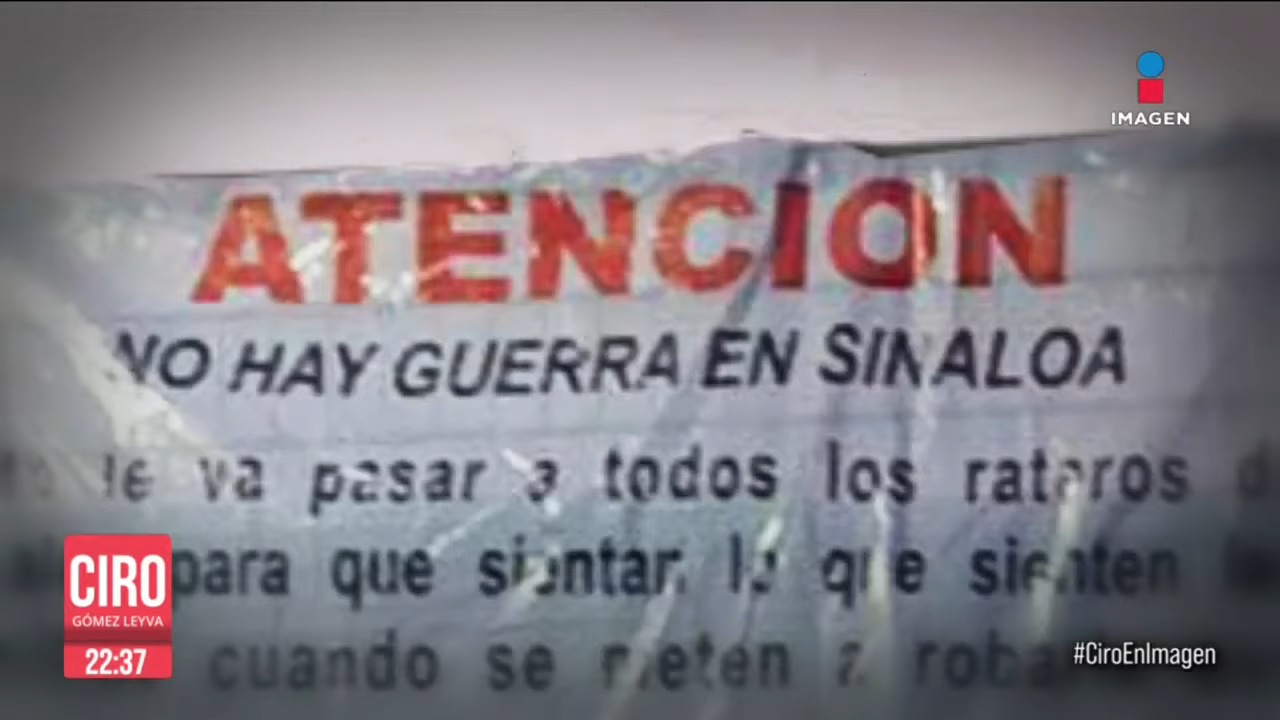 IMAGEN
ATENCION
NO HAY GUERRA EN SINALOA
le va pasar a todos los rateros
para que sientan lo que sienten
cuando se meten a
CIRO
GÓMEZ LEYVA
22:37
#CiroEnImagen